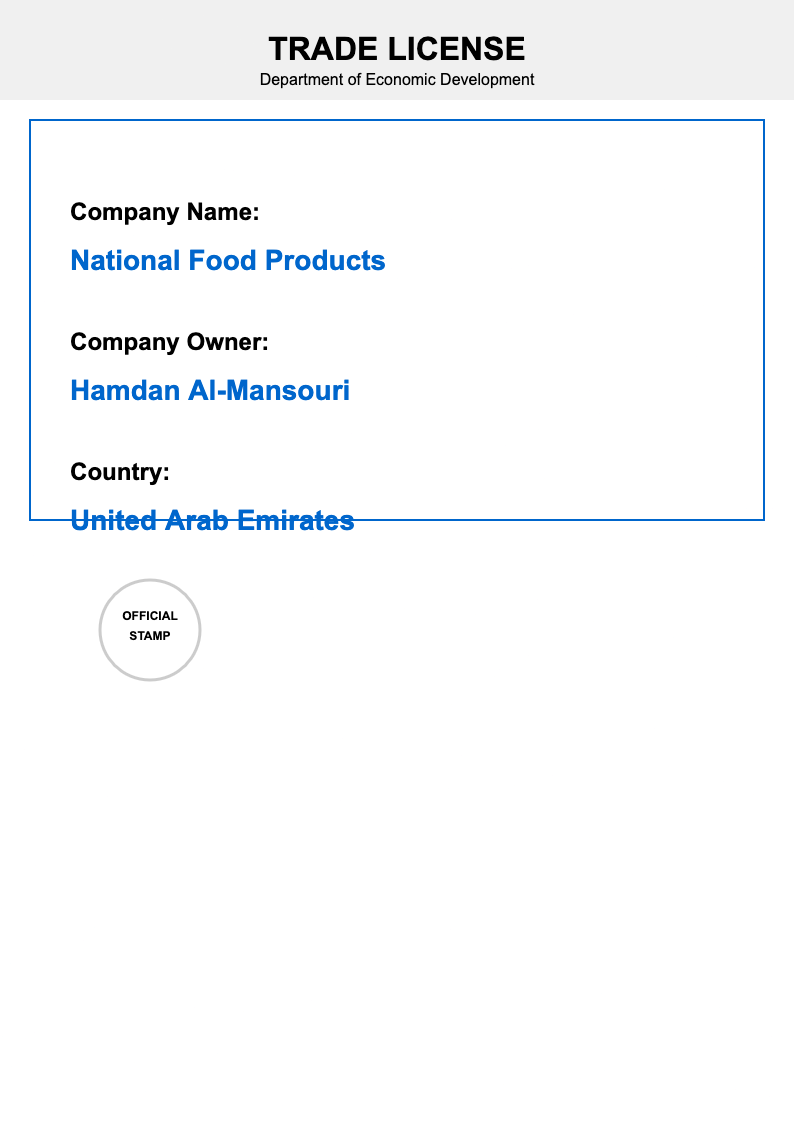 TRADE LICENSE
Department of Economic Development
Company Name:
National Food Products
Company Owner:
Hamdan Al-Mansouri
Country:
United Arab Emirates
OFFICIAL
STAMP